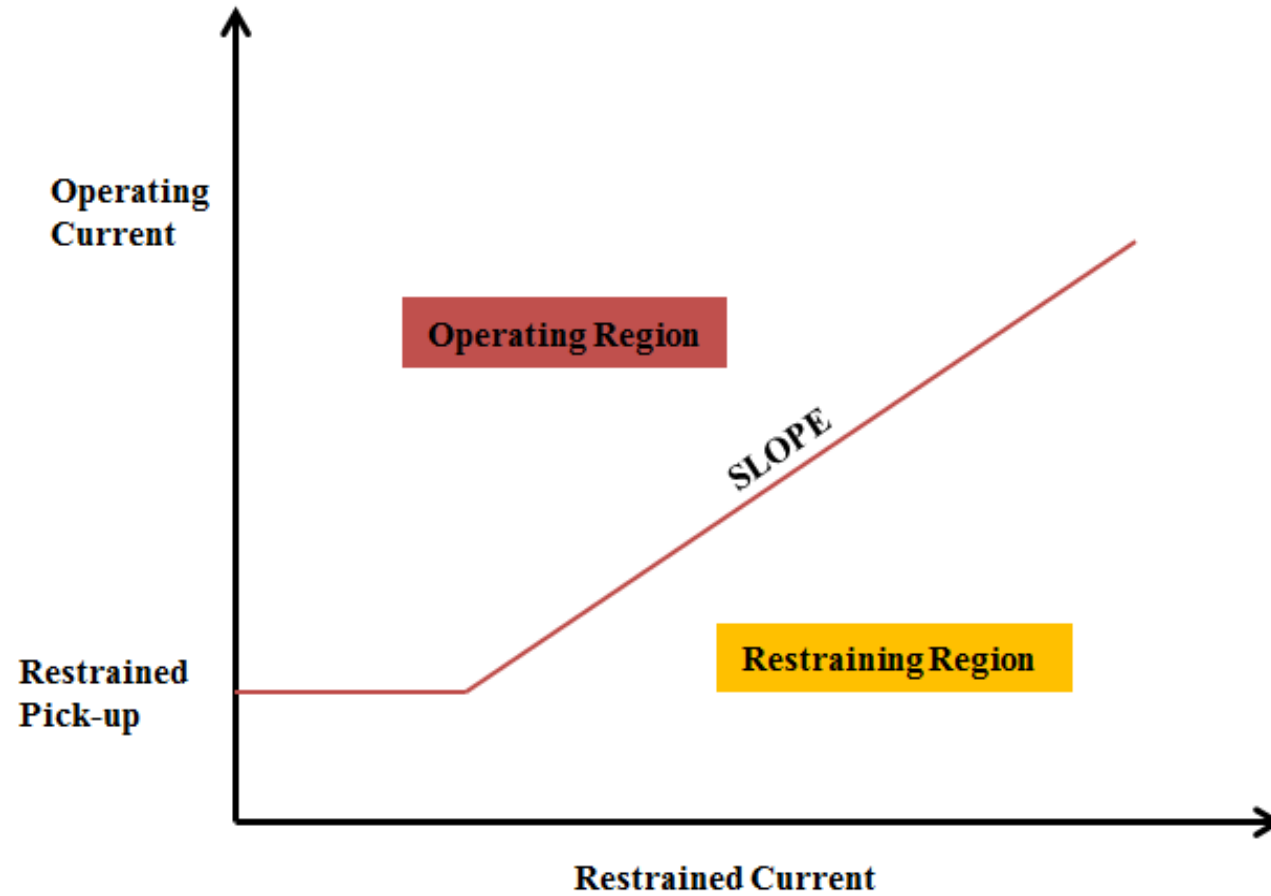 Operating
Current
Operating Region
SLOPE
Restraining Region
Restrained
Pick-up
Restrained Current